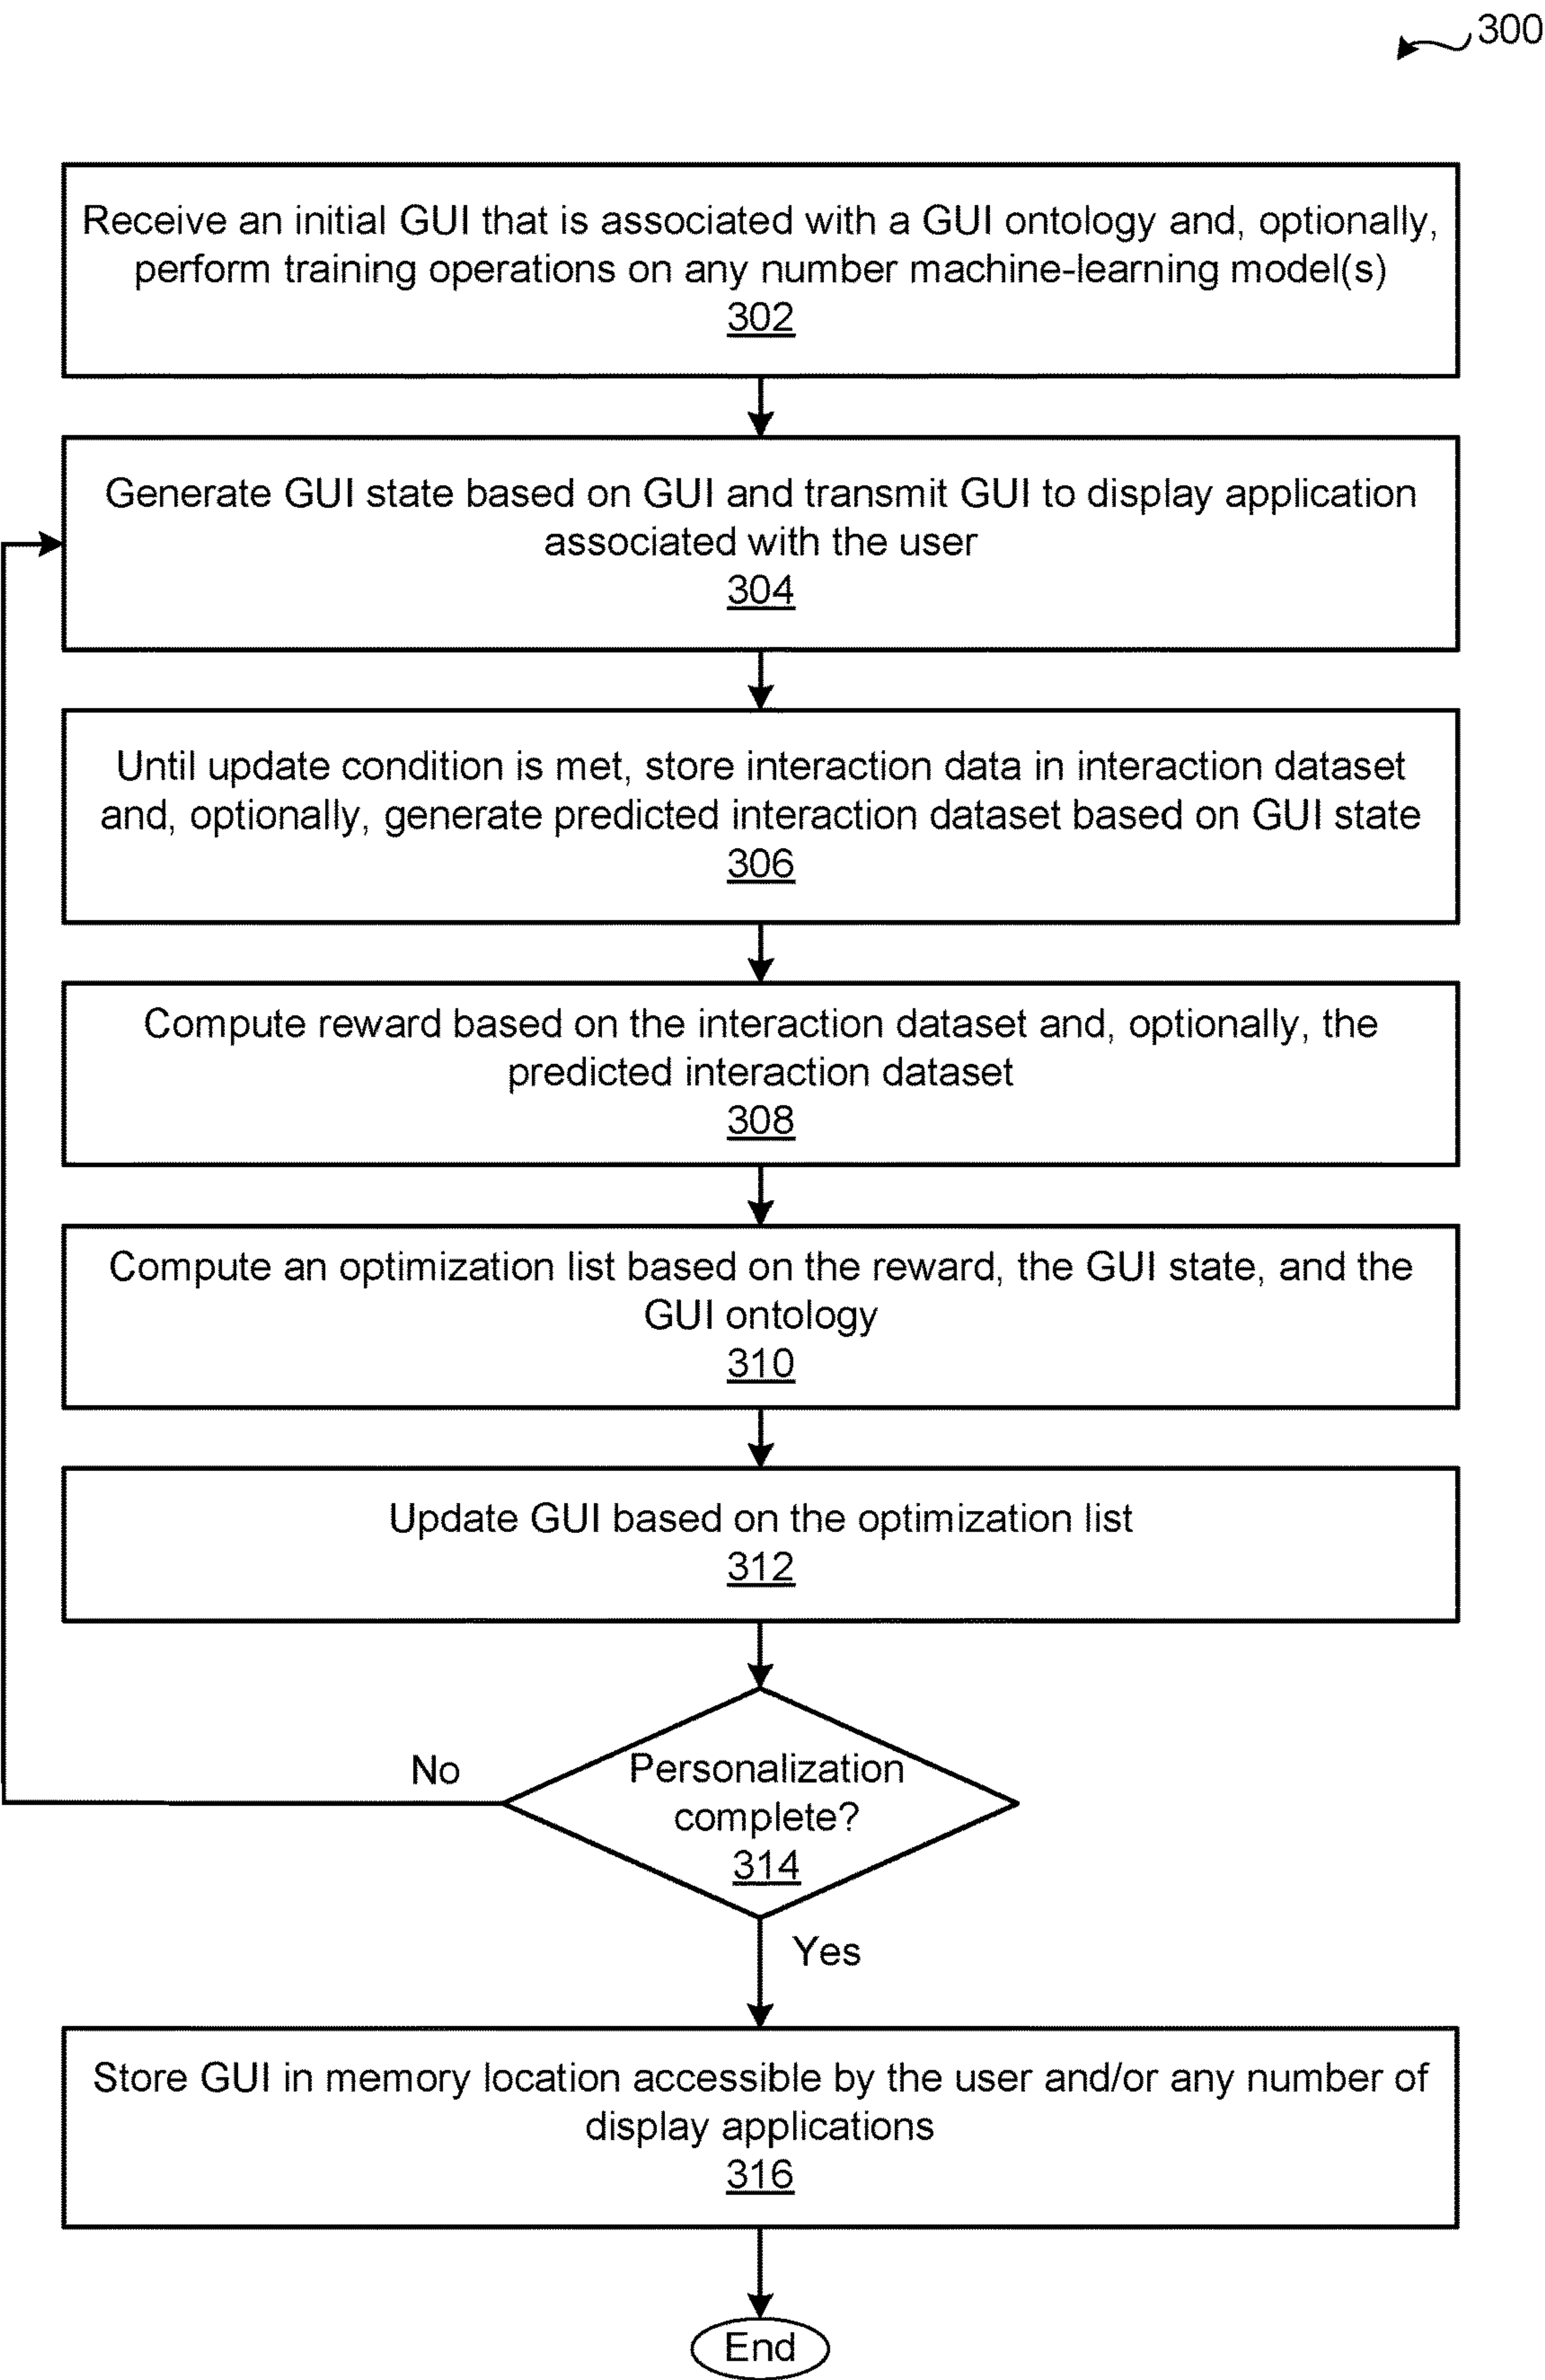 300
Receive an initial GUI that is associated with a GUI ontology and, optionally,
perform training operations on any number machine-learning model(s)
302
Generate GUI state based on GUI and transmit GUI to display application
associated with the user
304
Until update condition is met, store interaction data in interaction dataset
and, optionally, generate predicted interaction dataset based on GUI state
306
Compute reward based on the interaction dataset and, optionally, the
predicted interaction dataset
308
Compute an optimization list based on the reward, the GUI state, and the
GUI ontology
310
Update GUI based on the optimization list
312
No
Personalization
complete?
314
Yes
Store GUI in memory location accessible by the user and/or any number of
display applications
316
End